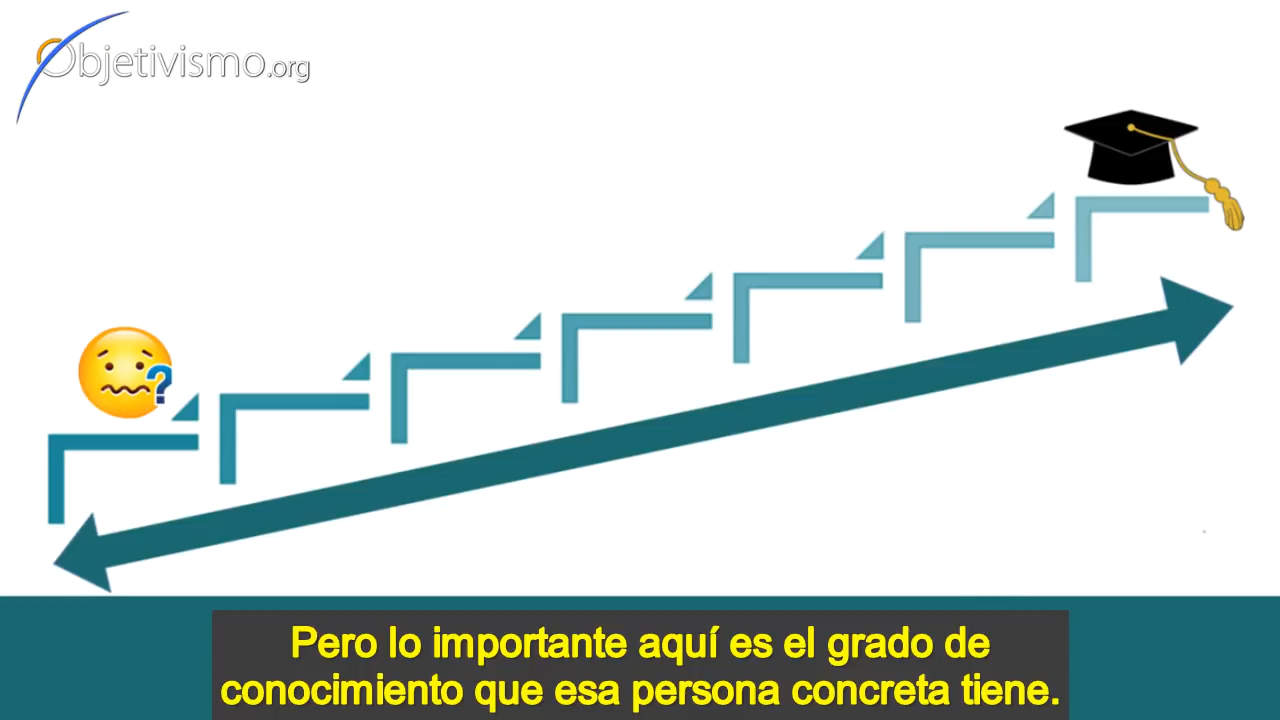 Objetivismo.org
?
Pero lo importante aquí es el grado de
conocimiento que esa persona concreta tiene.